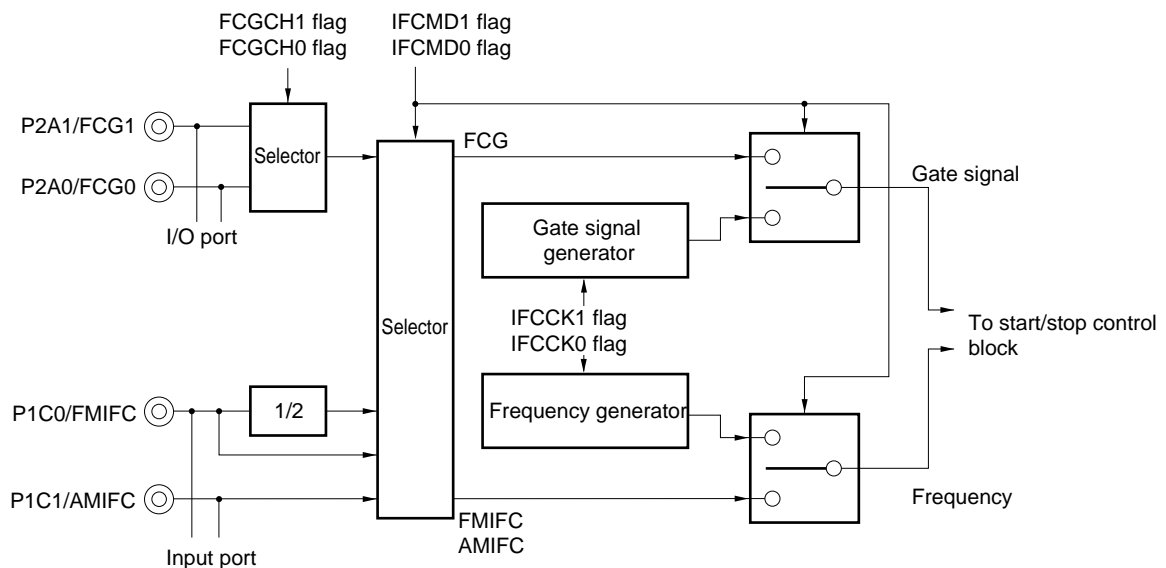 FCGCH1 flag
FCGCH0 flag
IFCMD1 flag
IFCMD0 flag
P2A1/FCG1
Selector
FCG
P2A0/FCG0
Gate signal
I/O port
Gate signal
generator
Selector
IFCCK1 flag
IFCCK0 flag
To start/stop control
block
P1C0/FMIFC
1/2
Frequency generator
P1C1/AMIFC
Frequency
FMIFC
AMIFC
Input port